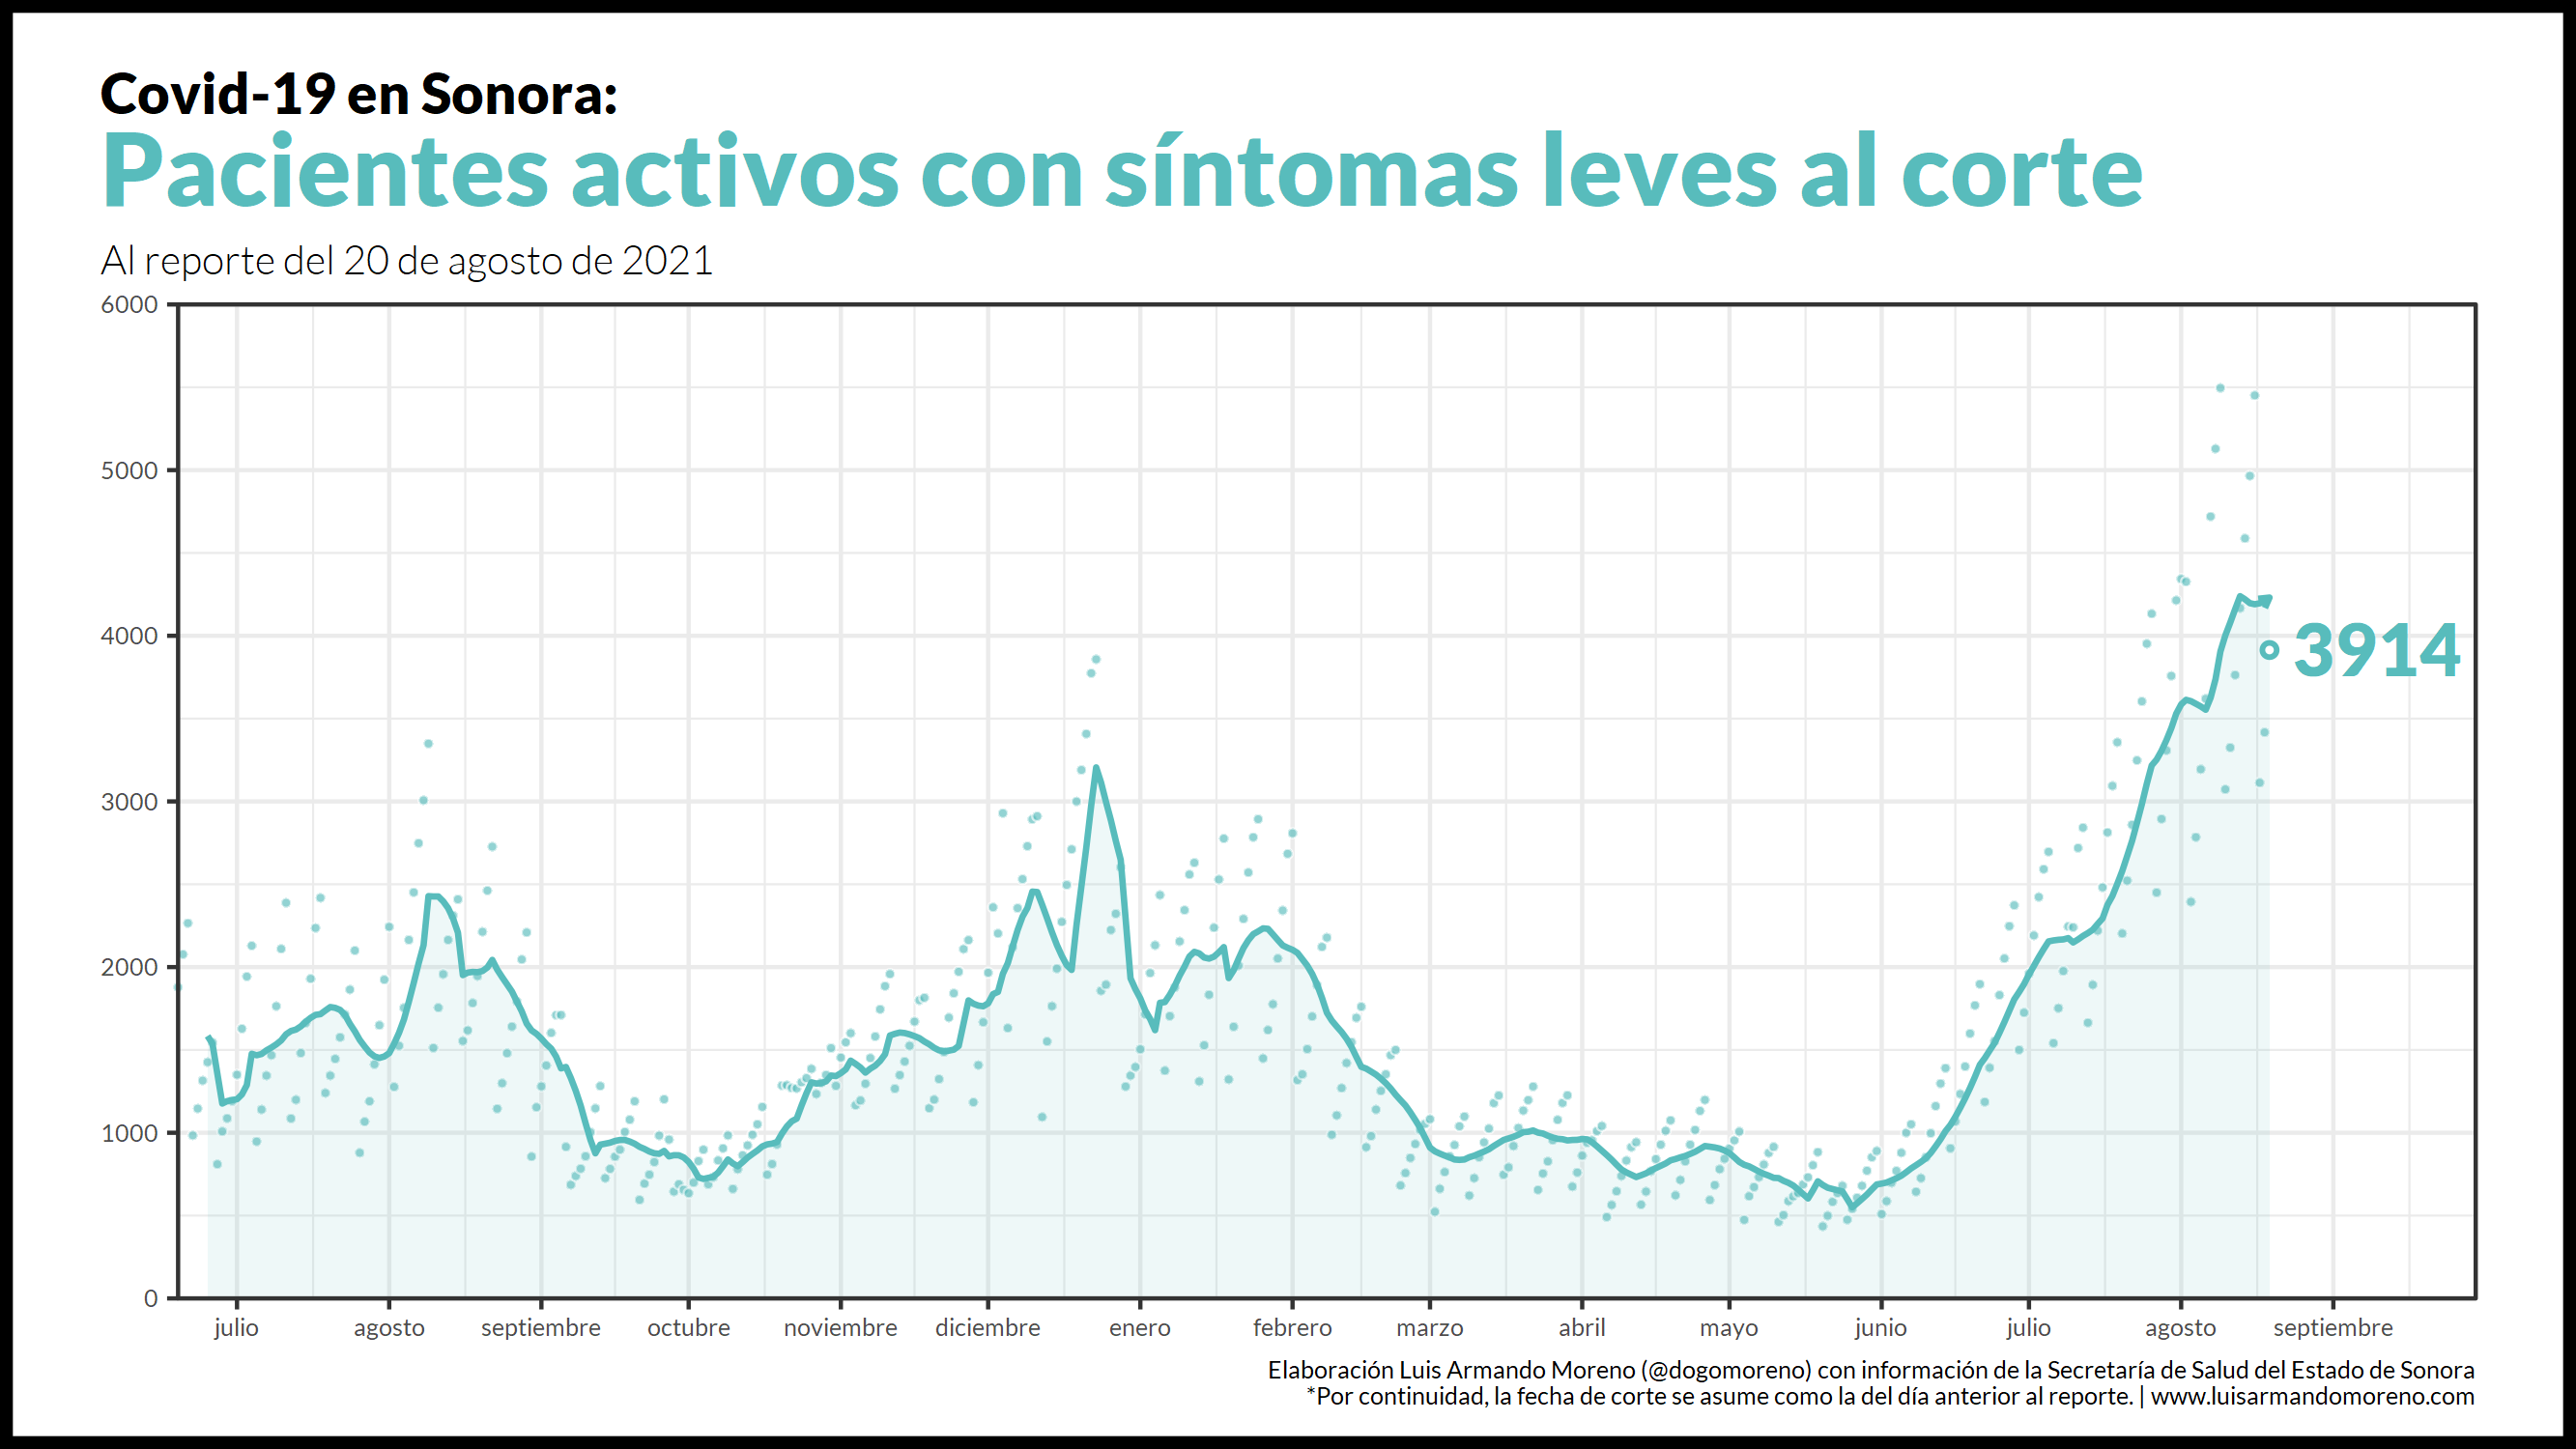 Covid-19 en Sonora:
Pacientes activos con síntomas leves al corte
Al reporte del 20 de agosto de 2021
6000
5000
4000
3000
2000
1000
0
3914
julio agosto septiembre octubre noviembre diciembre enero febrero marzo abril mayo junio julio agosto septiembre
Elaboración Luis Armando Moreno (@dogomoreno) con información de la Secretaría de Salud del Estado de Sonora
*Por continuidad, la fecha de corte se asume como la del día anterior al reporte. | www.luisarmandomoreno.com